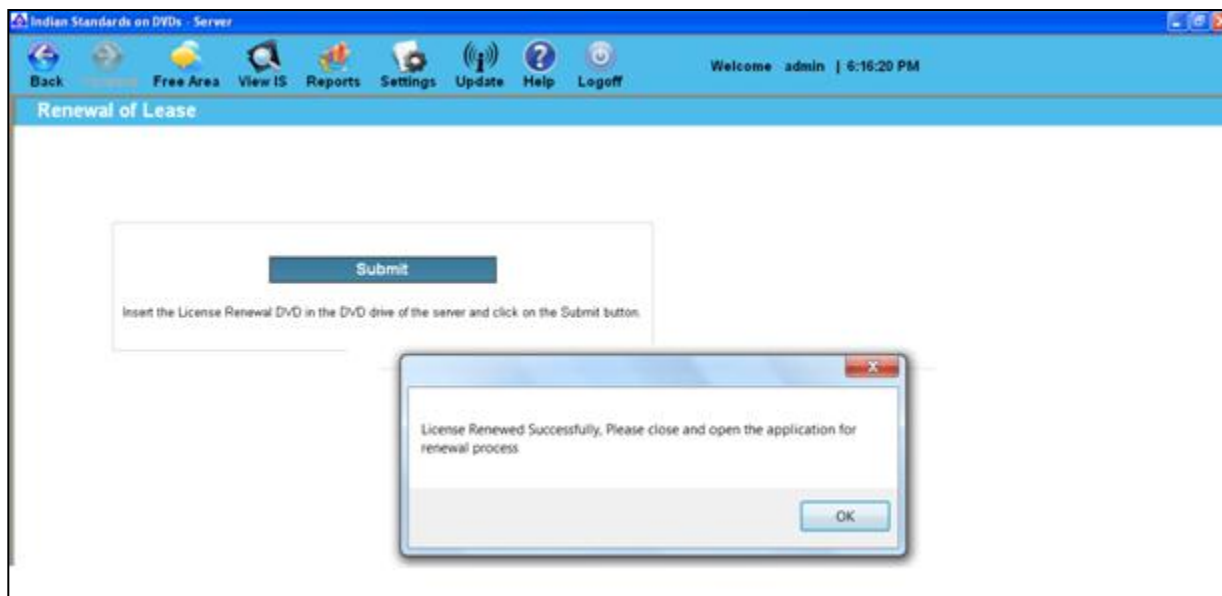 Indian Standards on DVDs - Server
Back Free Area View IS Reports Settings Update Help Logoff Welcome admin | 6:16:20 PM
Renewal of Lease
Submit
Insert the License Renewal DVD in the DVD drive of the server and click on the Submit button.
License Renewed Successfully, Please close and open the application for
renewal process
OK